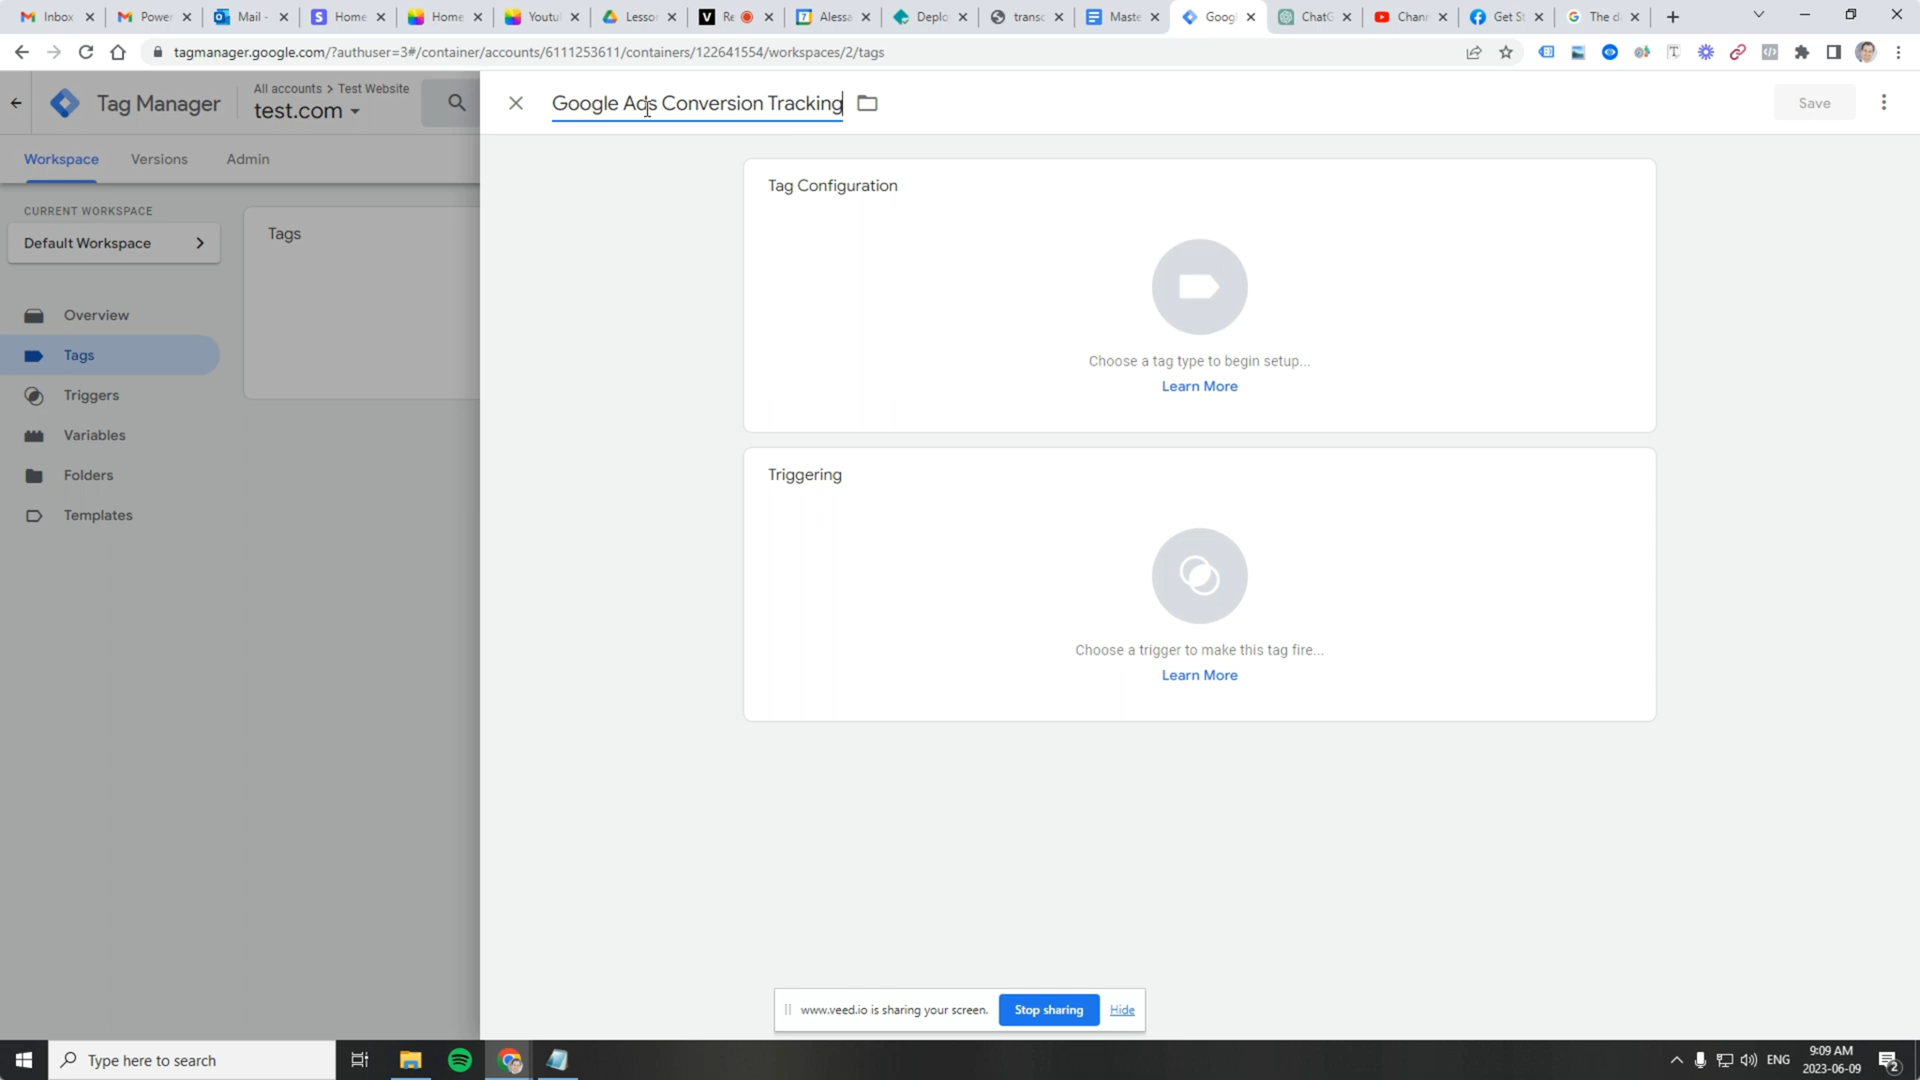 Inbox
Power
Mail -
Home
Home
Youtu
Lesson
Re
Alessa
Deplo
transc
Maste
Googl
ChatG
Chann
Get St
The d
tagmanager.google.com/?authuser=3#/container/accounts/6111253611/containers/122641554/workspaces/2/tags
Tag Manager
All accounts > Test Website
test.com
Google Ads Conversion Tracking
Save
Workspace
Versions
Admin
Tag Configuration
CURRENT WORKSPACE
Default Workspace
Tags
Overview
Tags
Triggers
Variables
Folders
Templates
Choose a tag type to begin setup...
Learn More
Triggering
Choose a trigger to make this tag fire...
Learn More
www.veed.io is sharing your screen.
Stop sharing
Hide
Type here to search
ENG
9:09 AM
2023-06-09
2